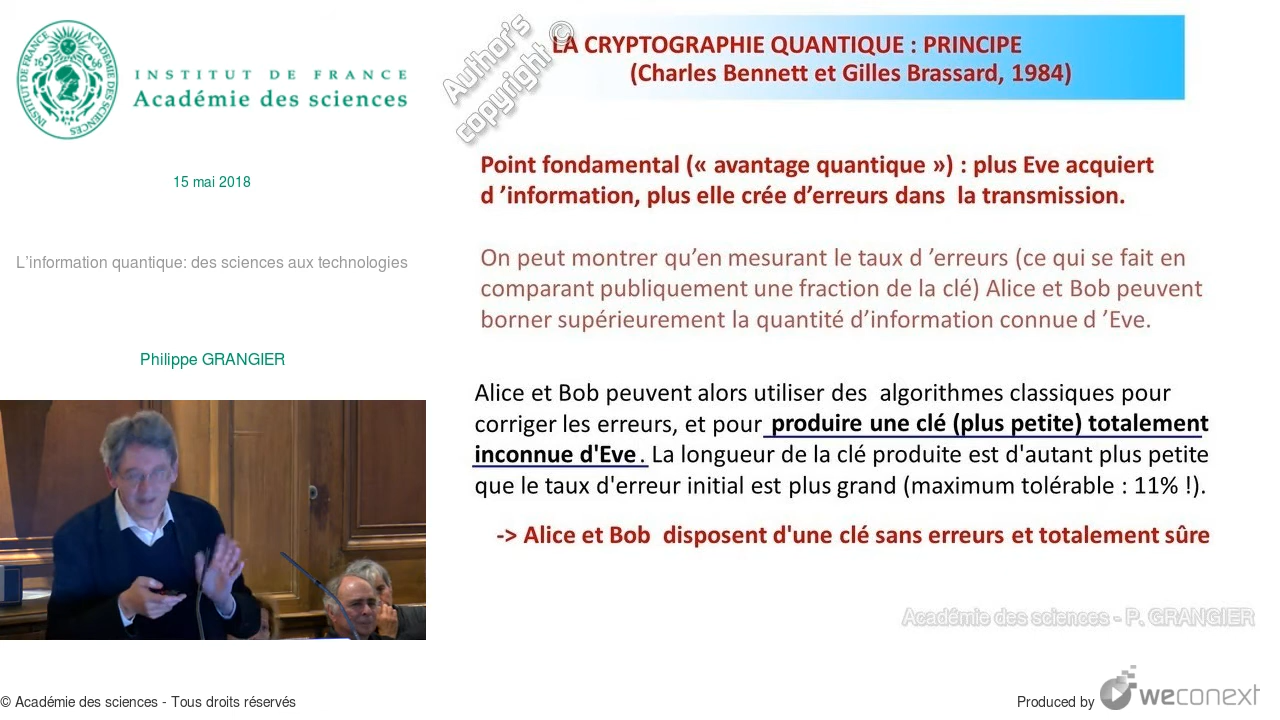 INSTITUT DE FRANCE
Académie des sciences
15 mai 2018
L'information quantique: des sciences aux technologies
Philippe GRANGIER
Author's
copyright ©
LA CRYPTOGRAPHIE QUANTIQUE : PRINCIPE
(Charles Bennett et Gilles Brassard, 1984)
Point fondamental (« avantage quantique ») : plus Eve acquiert
d ’information, plus elle crée d’erreurs dans  la transmission.
On peut montrer qu’en mesurant le taux d ’erreurs (ce qui se fait en
comparant publiquement une fraction de la clé) Alice et Bob peuvent
borner supérieurement la quantité d’information connue d ’Eve.
Alice et Bob peuvent alors utiliser des  algorithmes classiques pour
corriger les erreurs, et pour  produire une clé (plus petite) totalement
inconnue d'Eve . La longueur de la clé produite est d'autant plus petite
que le taux d'erreur initial est plus grand (maximum tolérable : 11% !).
-> Alice et Bob  disposent d'une clé sans erreurs et totalement sûre
Académie des sciences - P. GRANGIER
© Académie des sciences - Tous droits réservés
Produced by weconext